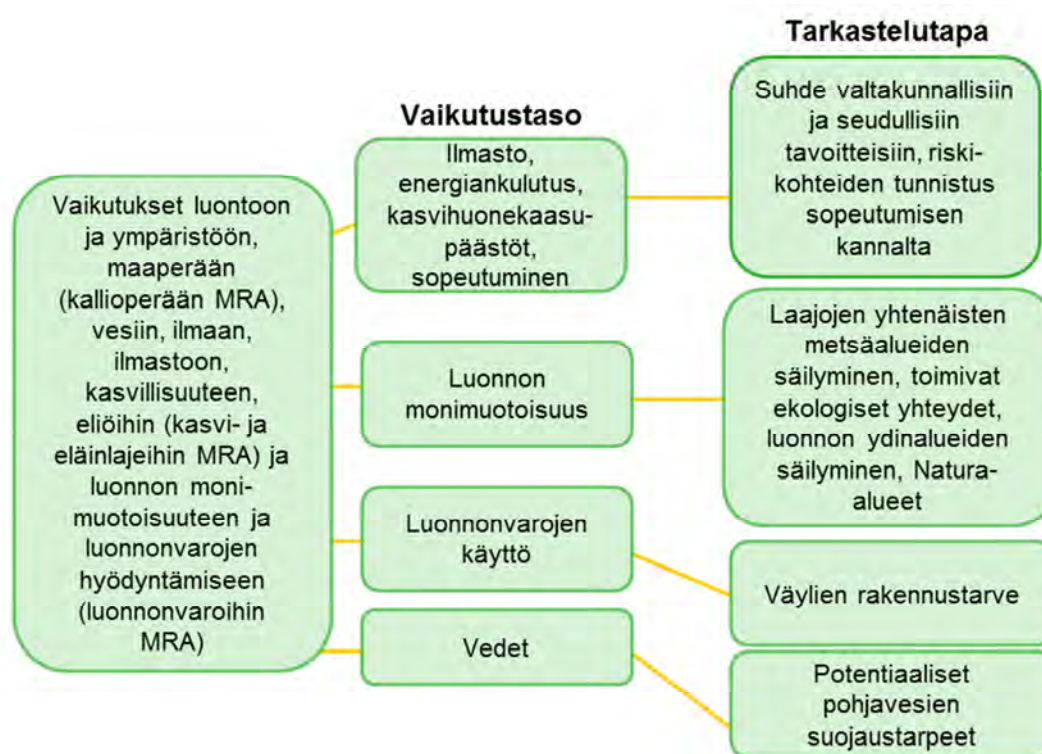 Tarkastelutapa
Vaikutustaso
Vaikutukset luontoon
ja ympäristöön,
maaperään
(kallioperään MRA),
vesiin, ilmaan,
ilmastoon,
kasvillisuuteen,
eliöihin (kasvi- ja
eläinlajeihin MRA) ja
luonnon moni-
muotoisuuteen ja
luonnonvarojen
hyödyntämiseen
(luonnonvaroihin
MRA)
Ilmasto,
energiankulutus,
kasvihuonekaasu-
päästöt,
sopeutuminen
Suhde valtakunnallisiin
ja seudullisiin
tavoitteisiin, riski-
kohteiden tunnistus
sopeutumisen
kannalta
Luonnon
monimuotoisuus
Laajojen yhtenäisten
metsäalueiden
säilyminen, toimivat
ekologiset yhteydet,
luonnon ydinalueiden
säilyminen, Natura-
alueet
Luonnonvarojen
käyttö
Väylien rakennustarve
Vedet
Potentiaaliset
pohjavesien
suojaustarpeet